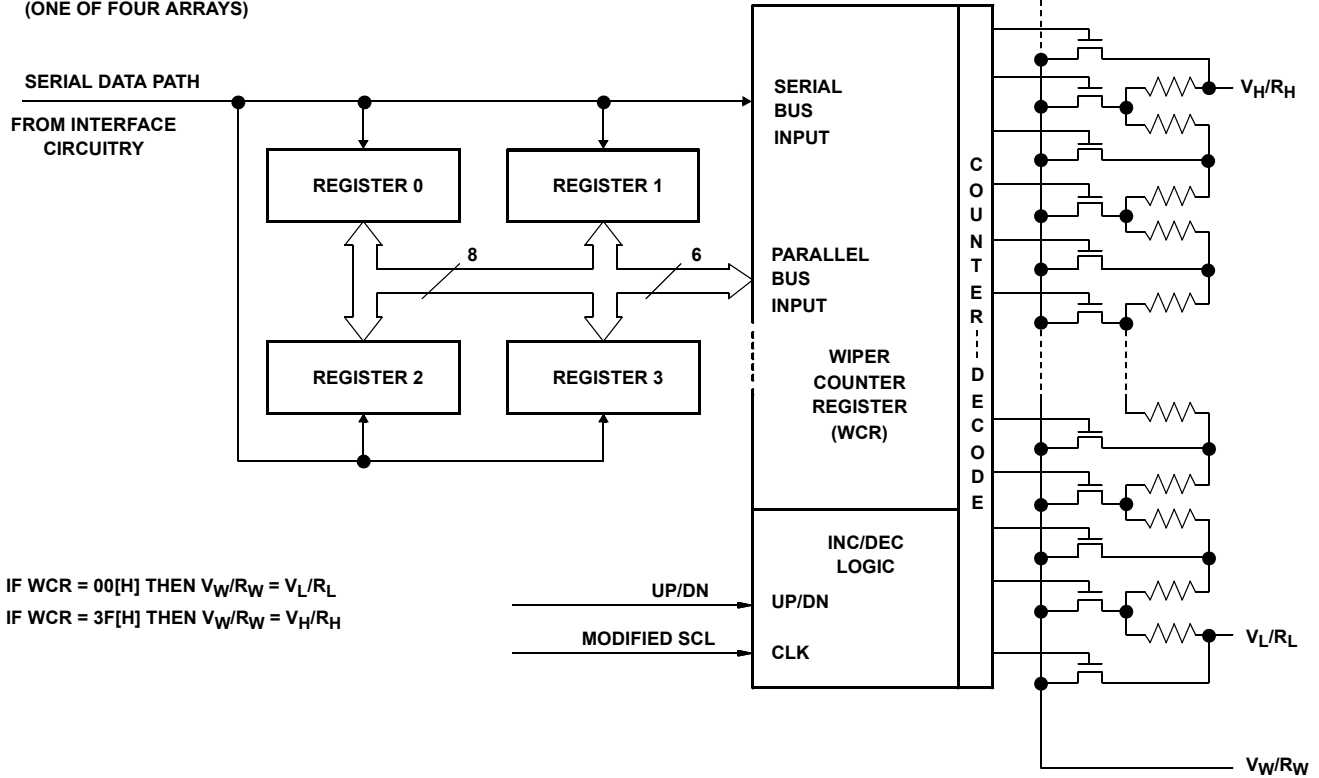 (ONE OF FOUR ARRAYS)
SERIAL DATA PATH
FROM INTERFACE
CIRCUITRY
REGISTER 0
REGISTER 1
8
6
REGISTER 2
REGISTER 3
SERIAL
BUS
INPUT
PARALLEL
BUS
INPUT
WIPER
COUNTER
REGISTER
(WCR)
INC/DEC
LOGIC
UP/DN
UP/DN
MODIFIED SCL
CLK
COUNTER
DECODE
VH/RH
VL/RL
VW/RW
IF WCR = 00[H] THEN VW/RW = VL/RL
IF WCR = 3F[H] THEN VW/RW = VH/RH